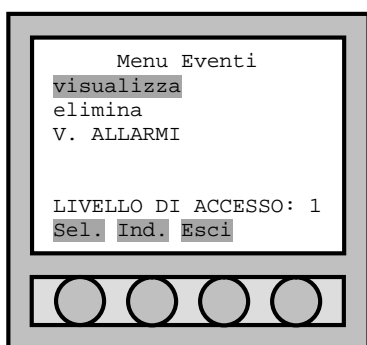 Menu Eventi
visualizza
elimina
V. ALLARMI
LIVELLO DI ACCESSO: 1
Sel. Ind. Esci